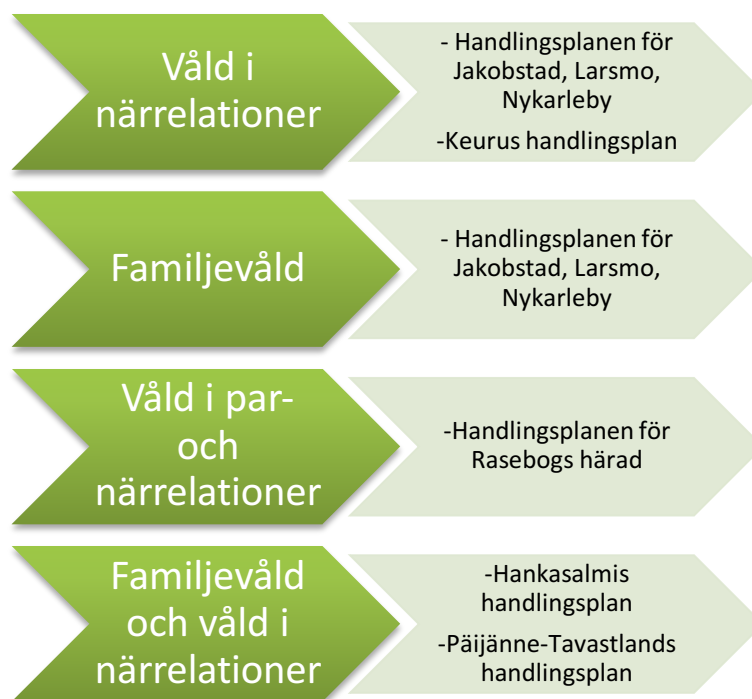 Våld i
närrelationer
- Handlingsplanen för
Jakobstad, Larsmo,
Nykarleby
-Keurus handlingsplan
Familjevåld
- Handlingsplanen för
Jakobstad, Larsmo,
Nykarleby
Våld i par-
och
närrelationer
-Handlingsplanen för
Rasebogs härad
Familjevåld
och våld i
närrelationer
-Hankasalmis
handlingsplan
-Päijänne-Tavastlands
handlingsplan